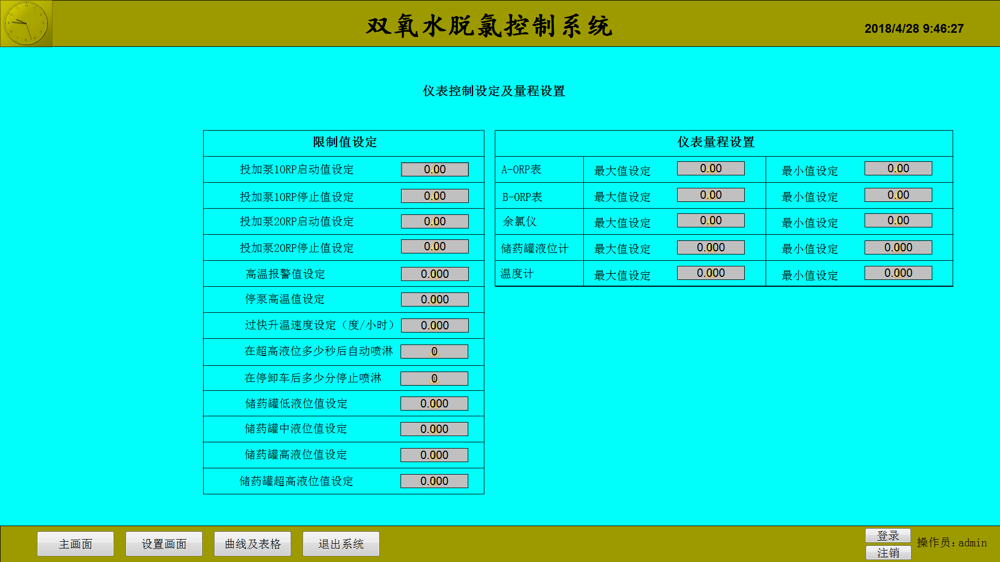 双氧水脱氯控制系统
2018/4/28 9:46:27
仪表控制设定及量程设置
限制值设定
投加泵1ORP启动值设定 0.00
投加泵1ORP停止值设定 0.00
投加泵2ORP启动值设定 0.00
投加泵2ORP停止值设定 0.00
高温报警值设定 0.000
停泵高温值设定 0.000
过快升温速度设定（度/小时） 0.000
在超高液位多少秒后自动喷淋 0
在停卸车后多少分停止喷淋 0
储药罐低液位值设定 0.000
储药罐中液位值设定 0.000
储药罐高液位值设定 0.000
储药罐超高液位值设定 0.000
仪表量程设置
A-ORP表 最大值设定 0.00 最小值设定 0.00
B-ORP表 最大值设定 0.00 最小值设定 0.00
余氯仪 最大值设定 0.00 最小值设定 0.00
储药罐液位计 最大值设定 0.000 最小值设定 0.000
温度计 最大值设定 0.000 最小值设定 0.000
主画面 设置画面 曲线及表格 退出系统
登录
注销
操作员:admin